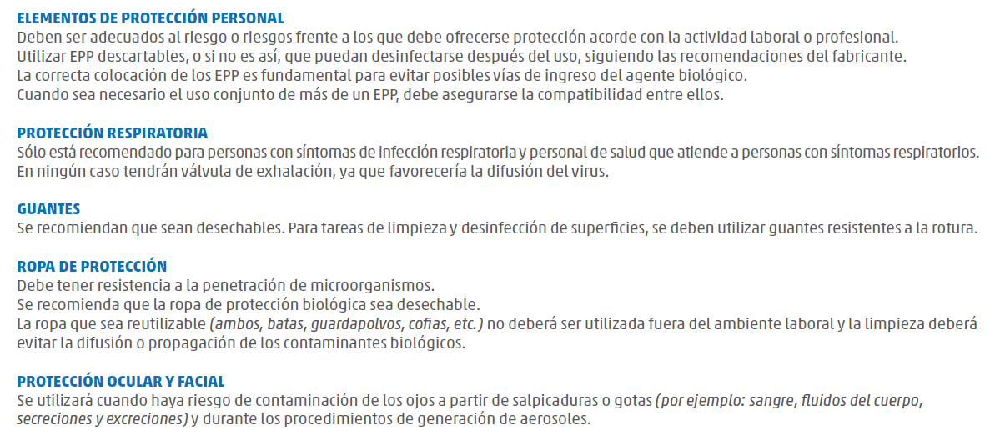 ELEMENTOS DE PROTECCIÓN PERSONAL
Deben ser adecuados al riesgo o riesgos frente a los que debe ofrecerse protección acorde con la actividad laboral o profesional.
Utilizar EPP descartables, o si no es así, que puedan desinfectarse después del uso, siguiendo las recomendaciones del fabricante.
La correcta colocación de los EPP es fundamental para evitar posibles vías de ingreso del agente biológico.
Cuando sea necesario el uso conjunto de más de un EPP, debe asegurarse la compatibilidad entre ellos.
PROTECCIÓN RESPIRATORIA
Sólo está recomendado para personas con síntomas de infección respiratoria y personal de salud que atiende a personas con síntomas respiratorios.
En ningún caso tendrán válvula de exhalación, ya que favorecería la difusión del virus.
GUANTES
Se recomiendan que sean desechables. Para tareas de limpieza y desinfección de superficies, se deben utilizar guantes resistentes a la rotura.
ROPA DE PROTECCIÓN
Debe tener resistencia a la penetración de microorganismos.
Se recomienda que la ropa de protección biológica sea desechable.
La ropa que sea reutilizable (ambos, batas, guardapolvos, cofias, etc.) no deberá ser utilizada fuera del ambiente laboral y la limpieza deberá
evitar la difusión o propagación de los contaminantes biológicos.
PROTECCIÓN OCULAR Y FACIAL
Se utilizará cuando haya riesgo de contaminación de los ojos a partir de salpicaduras o gotas (por ejemplo: sangre, fluidos del cuerpo,
secreciones y excreciones) y durante los procedimientos de generación de aerosoles.